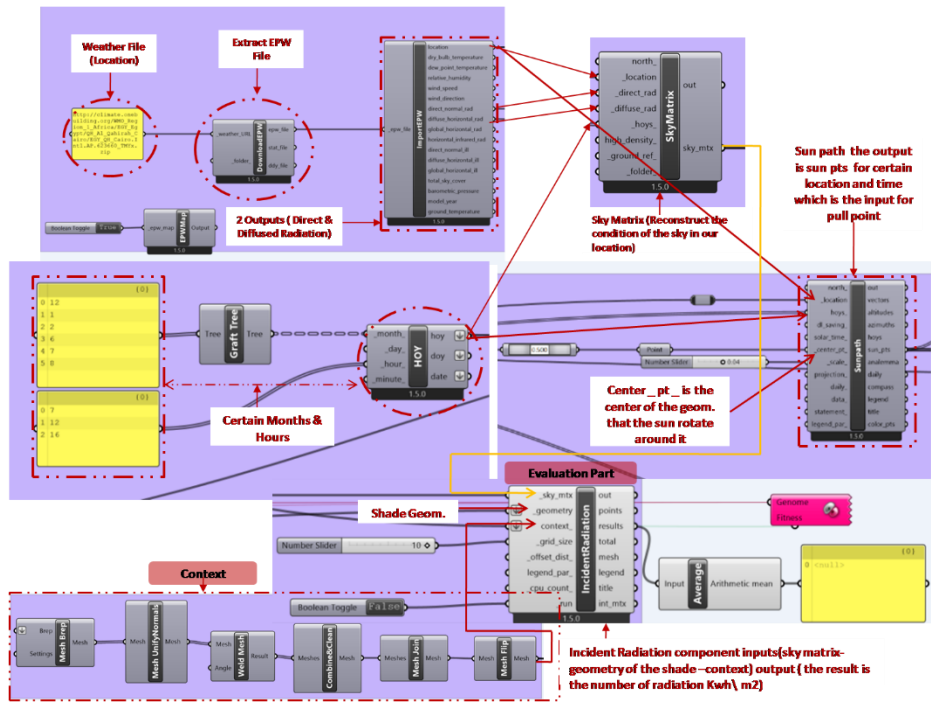 Weather File
(Location)
Extract EPW
File
_weather_URL
_folder_
DownloadEPW
epw_file
stat_file
ddy_file
1.5.0
Boolean Toggle
True
_epw_map
EPWMap
Output
1.5.0
2 Outputs ( Direct &
Diffused Radiation)
_epw_file
ImportEPW
location
dry_bulb_temperature
dew_point_temperature
relative_humidity
wind_speed
wind_direction
direct_normal_rad
diffuse_horizontal_rad
global_horizontal_rad
horizontal_infrared_rad
direct_normal_ill
diffuse_horizontal_ill
global_horizontal_ill
total_sky_cover
barometric_pressure
model_year
ground_temperature
1.5.0
north_
_location
_direct_rad
_diffuse_rad
_hoys_
high_density_
_ground_ref_
_folder_
SkyMatrix
out
sky_mtx
1.5.0
Sky Matrix (Reconstruct the
condition of the sky in our
location)
Sun path the output
is sun pts for certain
location and time
which is the input for
pull point
{0}
0 12
1 1
2 2
3 6
4 7
5 8
Tree
Graft Tree
Tree
{0}
0 7
1 12
2 16
_month_
_day_
_hour_
_minute_
HOY
hoy
doy
date
1.5.0
Certain Months &
Hours
0.500
Point
Number Slider
0.04
north_
_location
hoys_
dl_saving_
solar_time_
_center_pt_
_scale_
projection_
daily_
data_
statement_
legend_par_
Sunpath
out
vectors
altitudes
azimuths
hoys
sun_pts
analemma
daily
compass
legend
title
color_pts
1.5.0
Center _ pt _ is the
center of the geom.
that the sun rotate
around it
Evaluation Part
Shade Geom.
_sky_mtx
_geometry
context_
_grid_size
_offset_dist_
legend_par_
_cpu_count_
_run
IncidentRadiation
out
points
results
total
mesh
legend
title
int_mtx
1.5.0
Number Slider
10
Boolean Toggle
False
Genome
Fitness
Input
Average
Arithmetic mean
{0}
0 <null>
Context
Brep
Settings
Mesh Brep
Mesh
Mesh
Mesh UnifyNormals
Mesh
Mesh
Angle
Weld Mesh
Result
Meshes
Combine&Clean
Mesh
Meshes
Mesh Join
Mesh
Mesh
Mesh Flip
Mesh
Incident Radiation component inputs(sky matrix-
geometry of the shade –context) output ( the result is
the number of radiation Kwh\ m2)